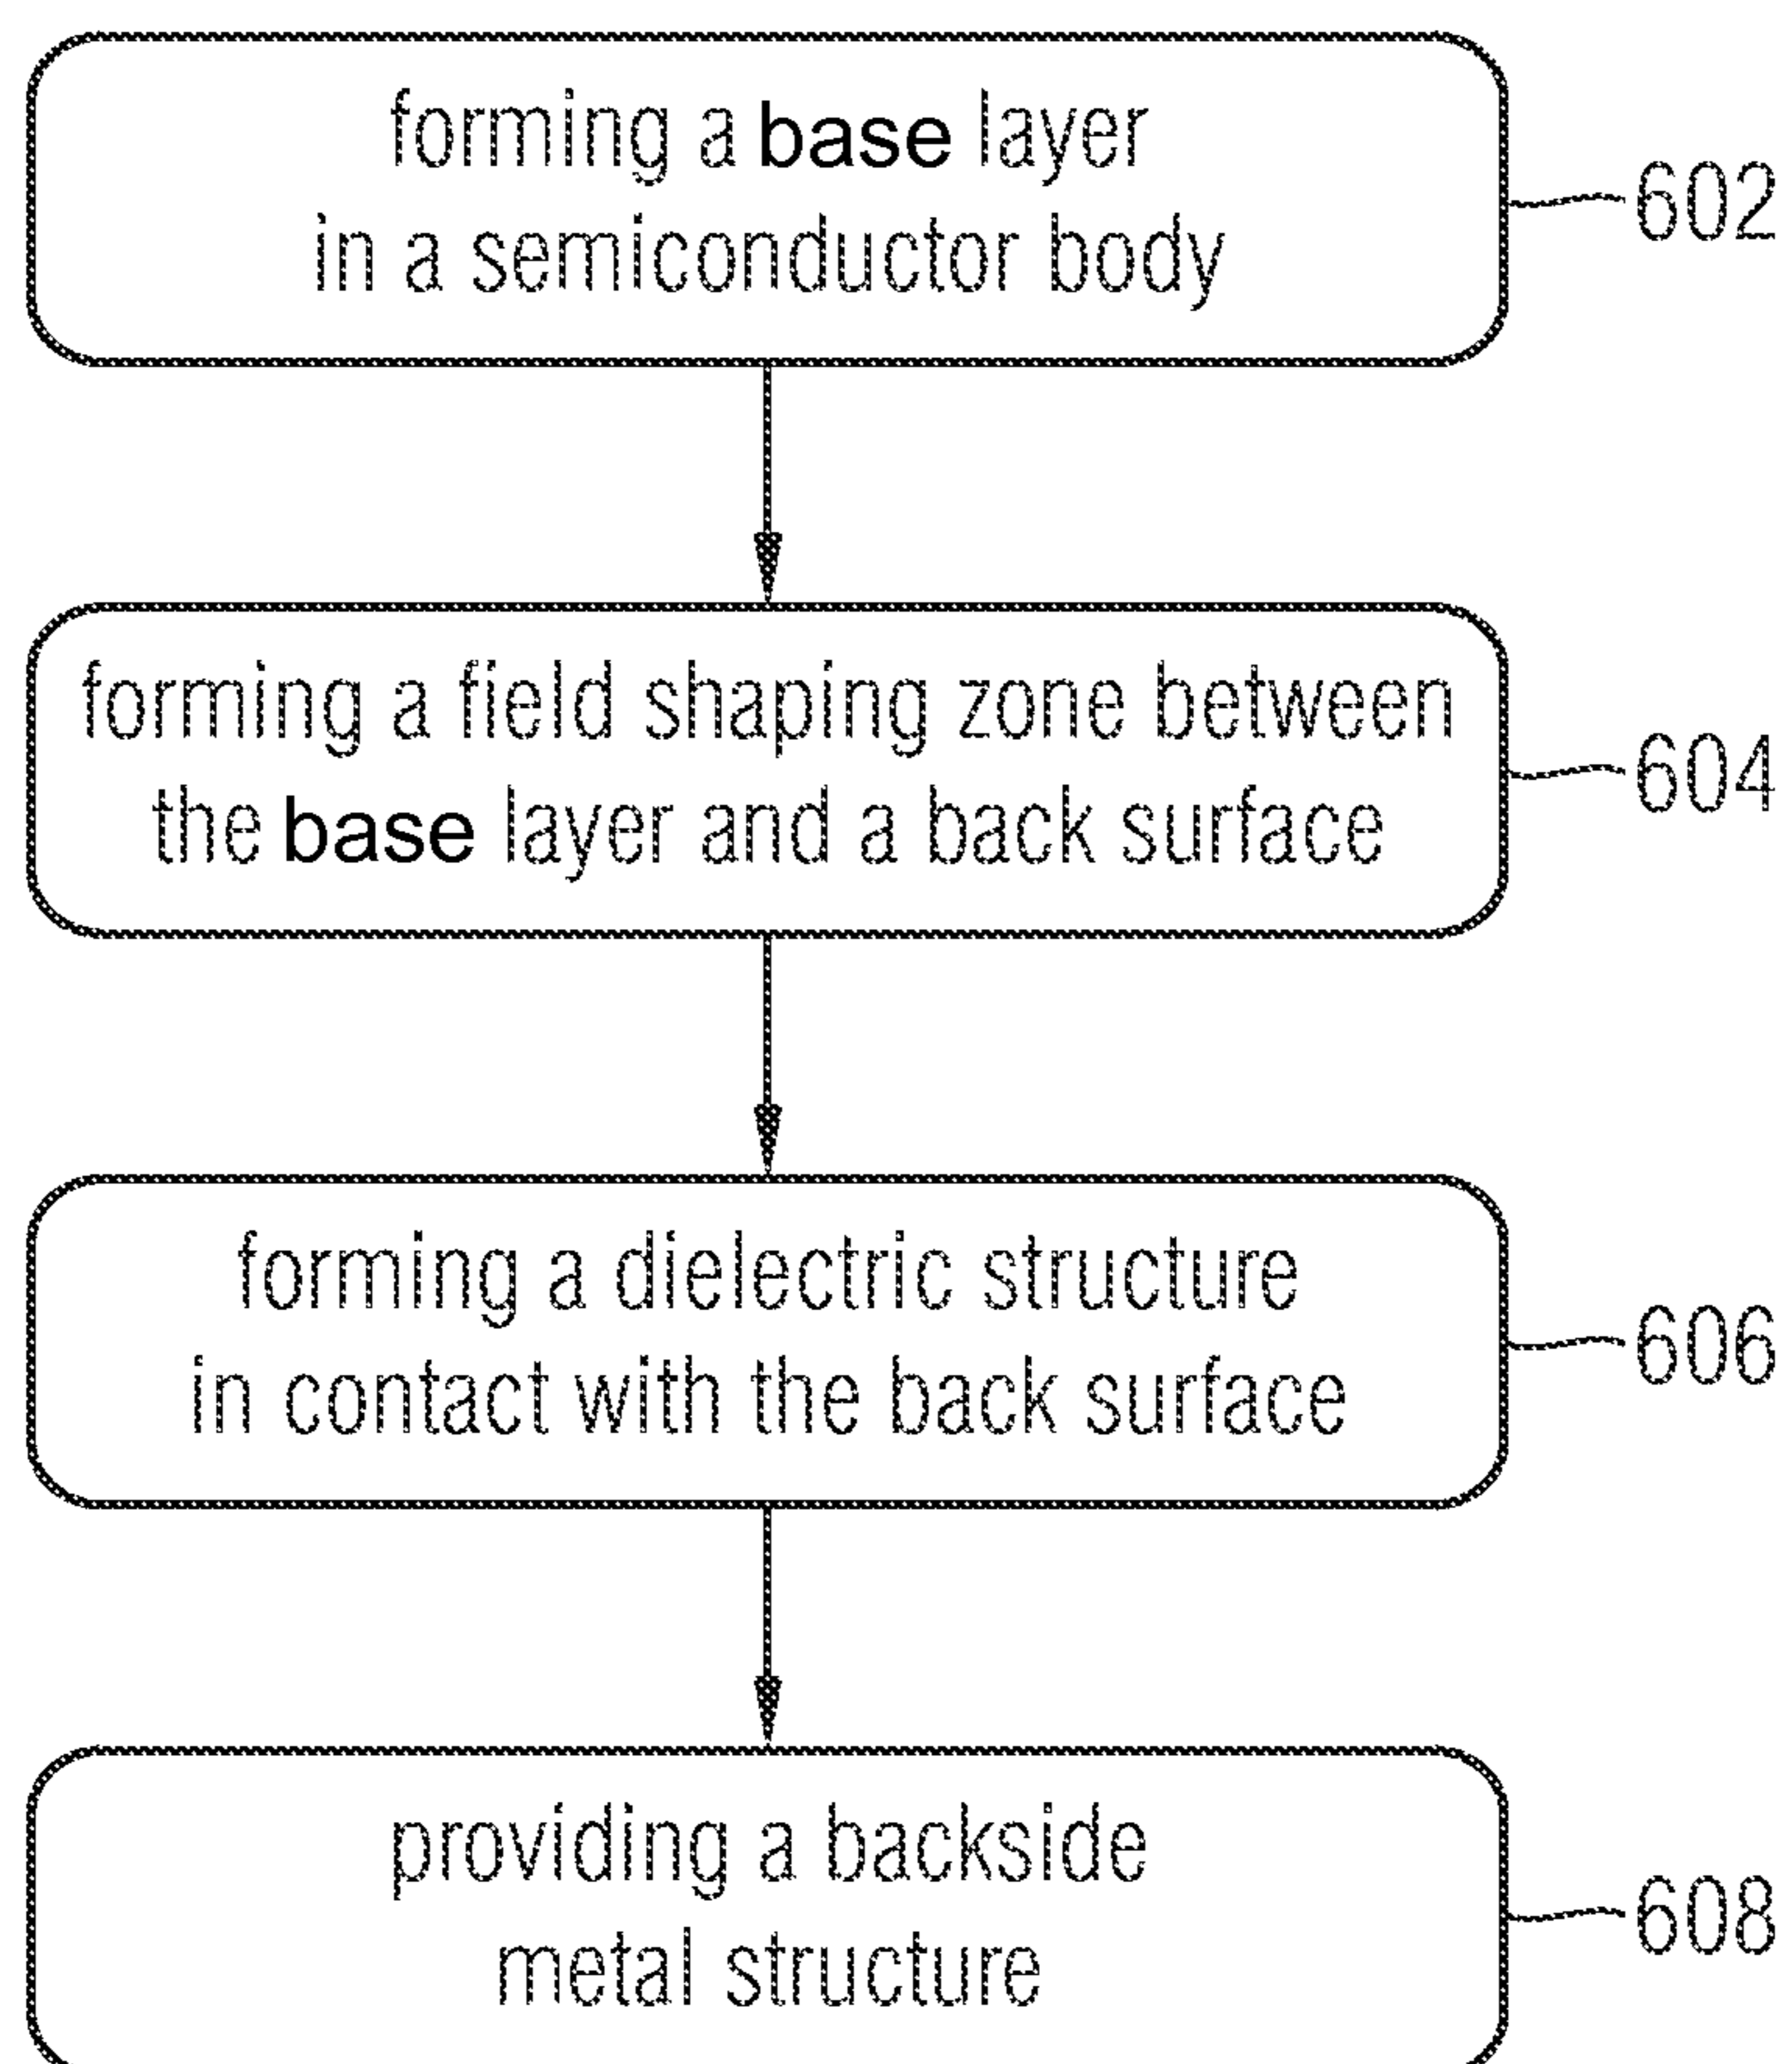 forming a base layer
in a semiconductor body
602
forming a field shaping zone between
the base layer and a back surface
604
forming a dielectric structure
in contact with the back surface
606
providing a backside
metal structure
608